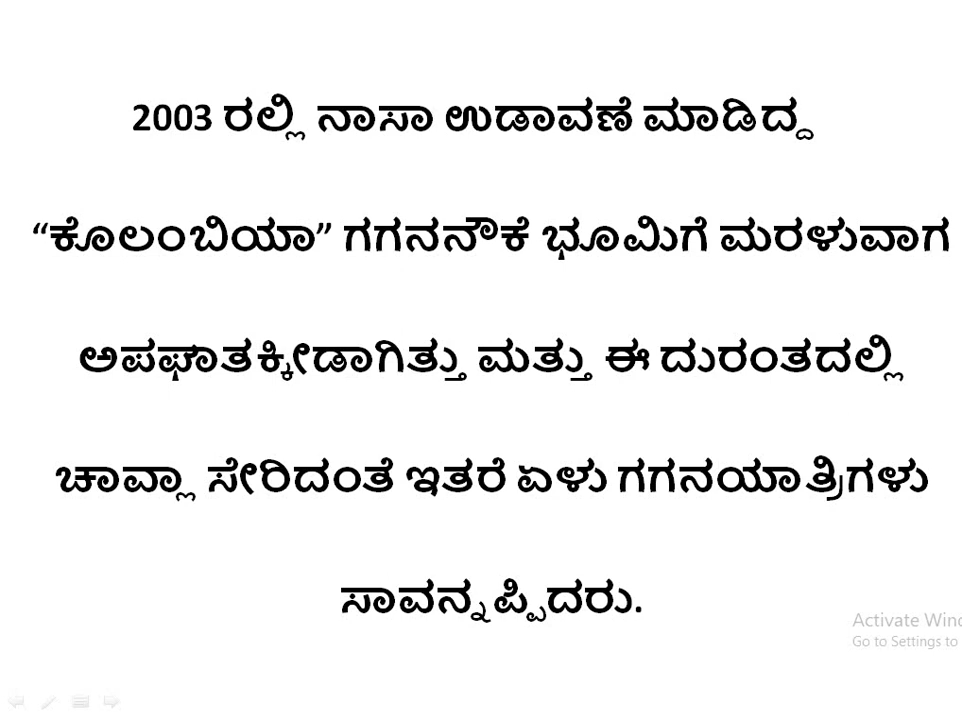 2003 ರಲ್ಲಿ ನಾಸಾ ಉಡಾವಣೆ ಮಾಡಿದ್ದ
“ಕೊಲಂಬಿಯಾ” ಗಗನನೌಕೆ ಭೂಮಿಗೆ ಮರಳುವಾಗ
ಅಪಘಾತಕ್ಕೀಡಾಗಿತ್ತು ಮತ್ತು ಈ ದುರಂತದಲ್ಲಿ
ಚಾವ್ಲಾ ಸೇರಿದಂತೆ ಇತರೆ ಏಳು ಗಗನಯಾತ್ರಿಗಳು
ಸಾವನ್ನಪ್ಪಿದರು.
Activate Win
Go to Settings to